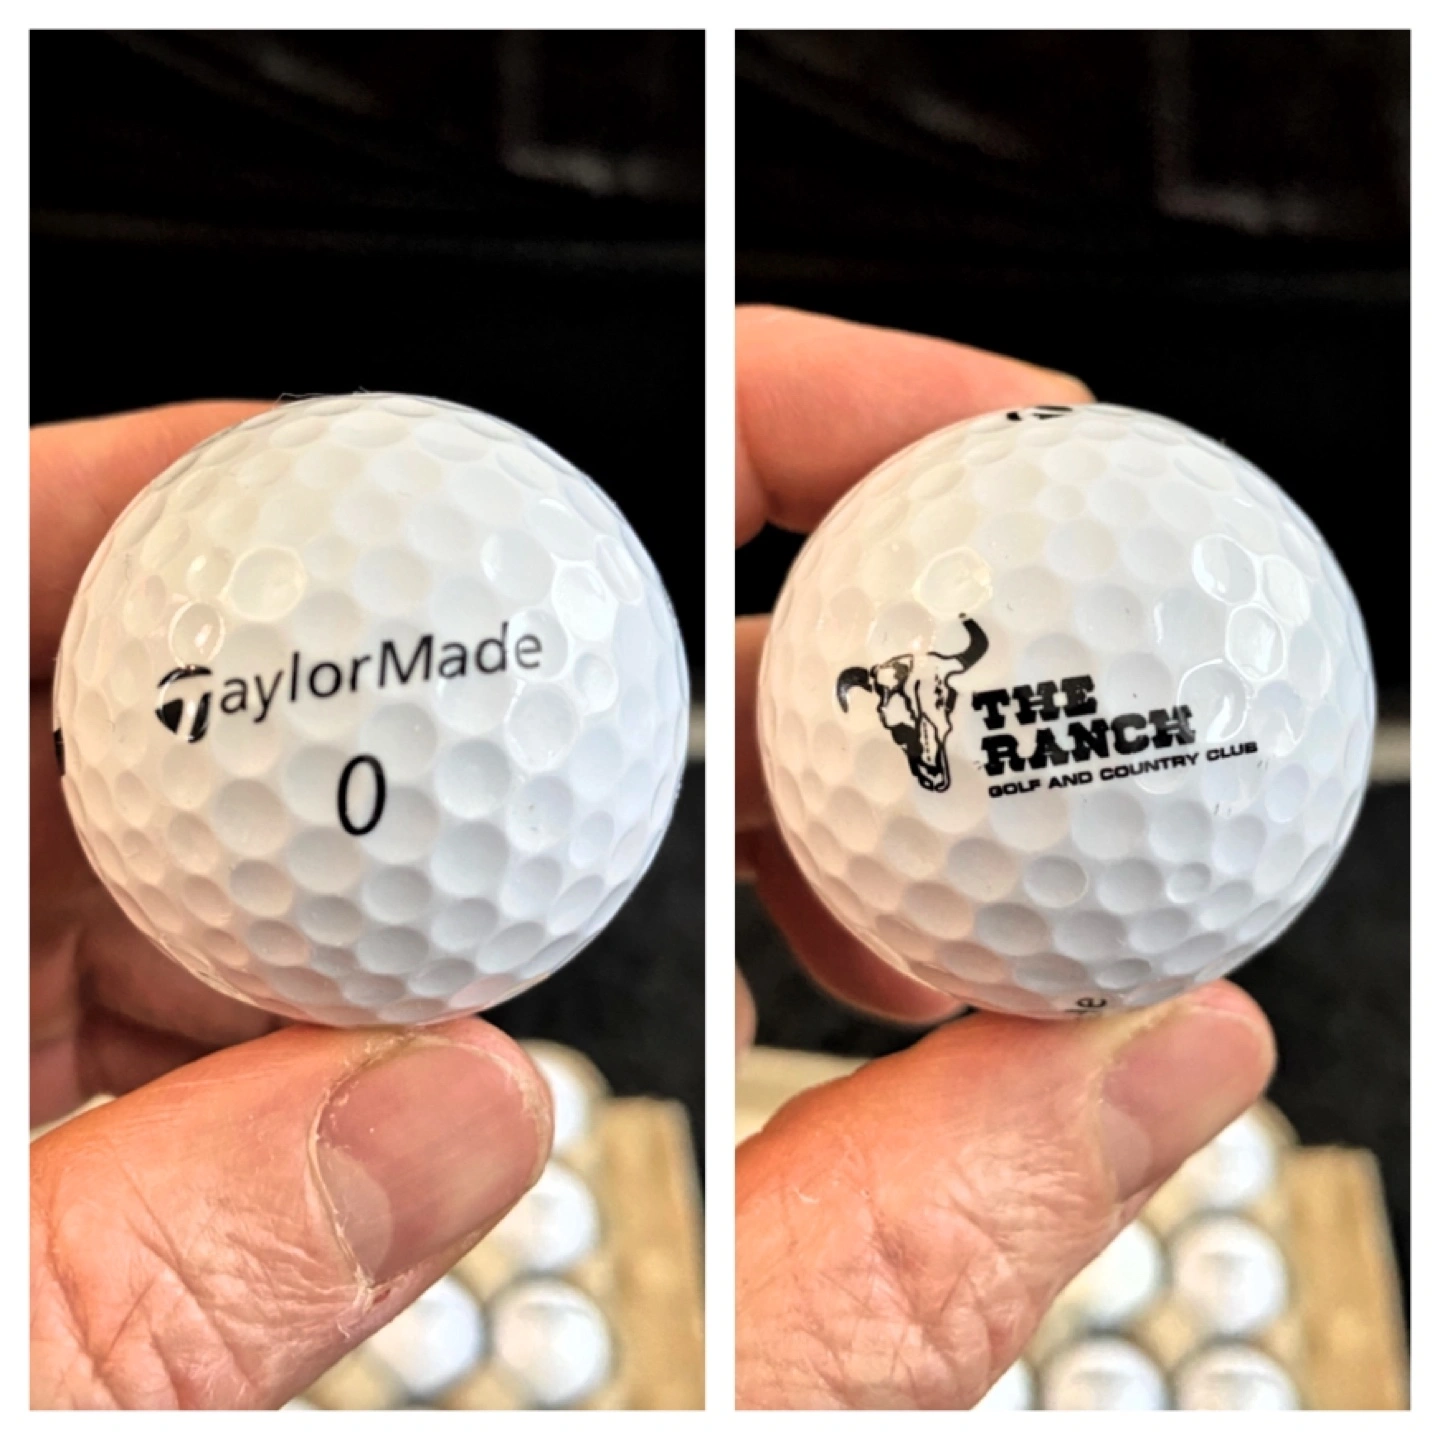 TaylorMade
0
THE
RANCH
GOLF AND COUNTRY CLUB
e